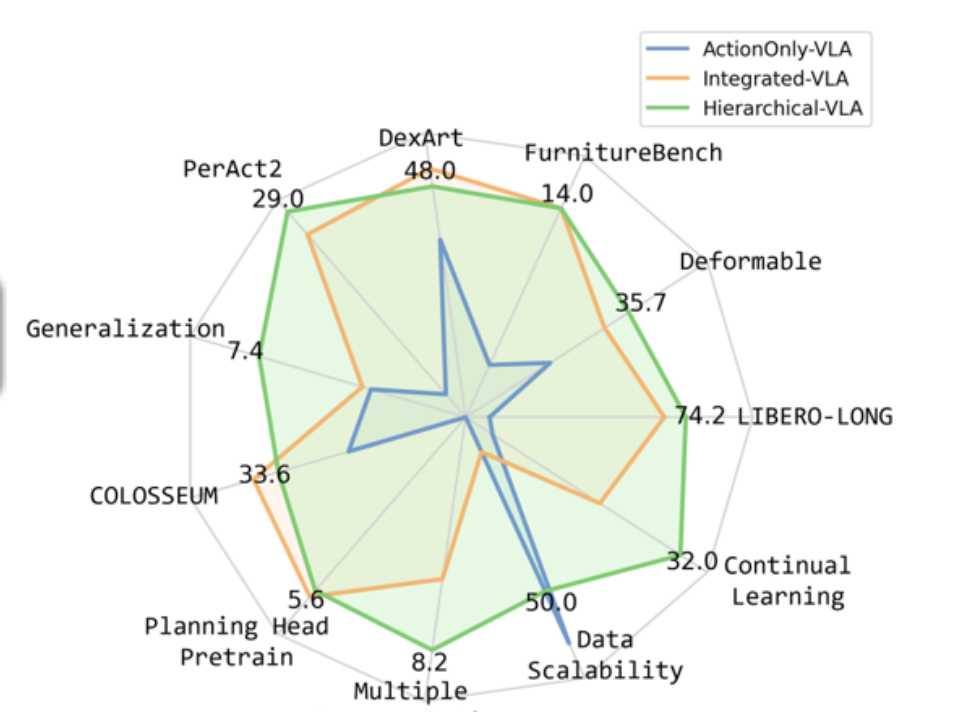 ActionOnly-VLA
Integrated-VLA
Hierarchical-VLA
DexArt
48.0
FurnitureBench
14.0
PerAct2
29.0
Deformable
35.7
Generalization
7.4
74.2 LIBERO-LONG
COLOSSEUM
33.6
32.0
Continual
Learning
5.6
Planning Head
Pretrain
50.0
Data
Scalability
8.2
Multiple